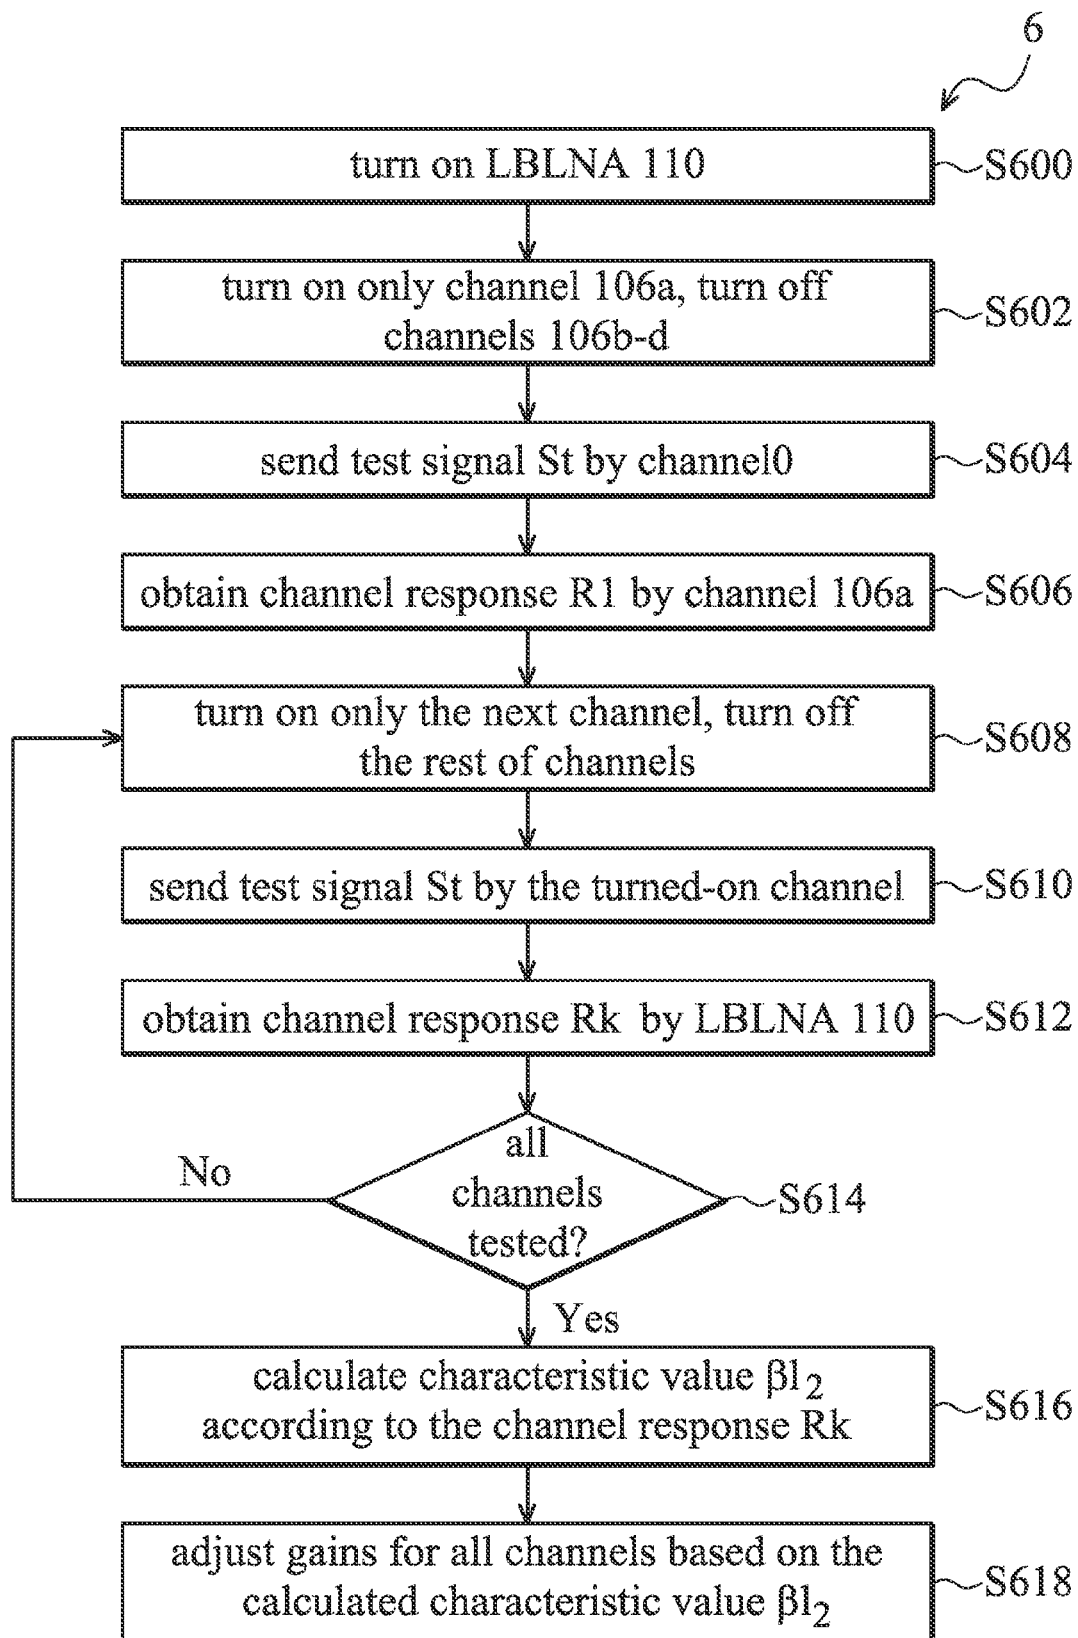 6
turn on LBLNA 110
S600
turn on only channel 106a, turn off
channels 106b-d
S602
send test signal St by channel0
S604
obtain channel response R1 by channel 106a
S606
turn on only the next channel, turn off
the rest of channels
S608
send test signal St by the turned-on channel
S610
obtain channel response Rk by LBLNA 110
S612
all
channels
tested?
S614
No
Yes
calculate characteristic value βl₂
according to the channel response Rk
S616
adjust gains for all channels based on the
calculated characteristic value βl₂
S618